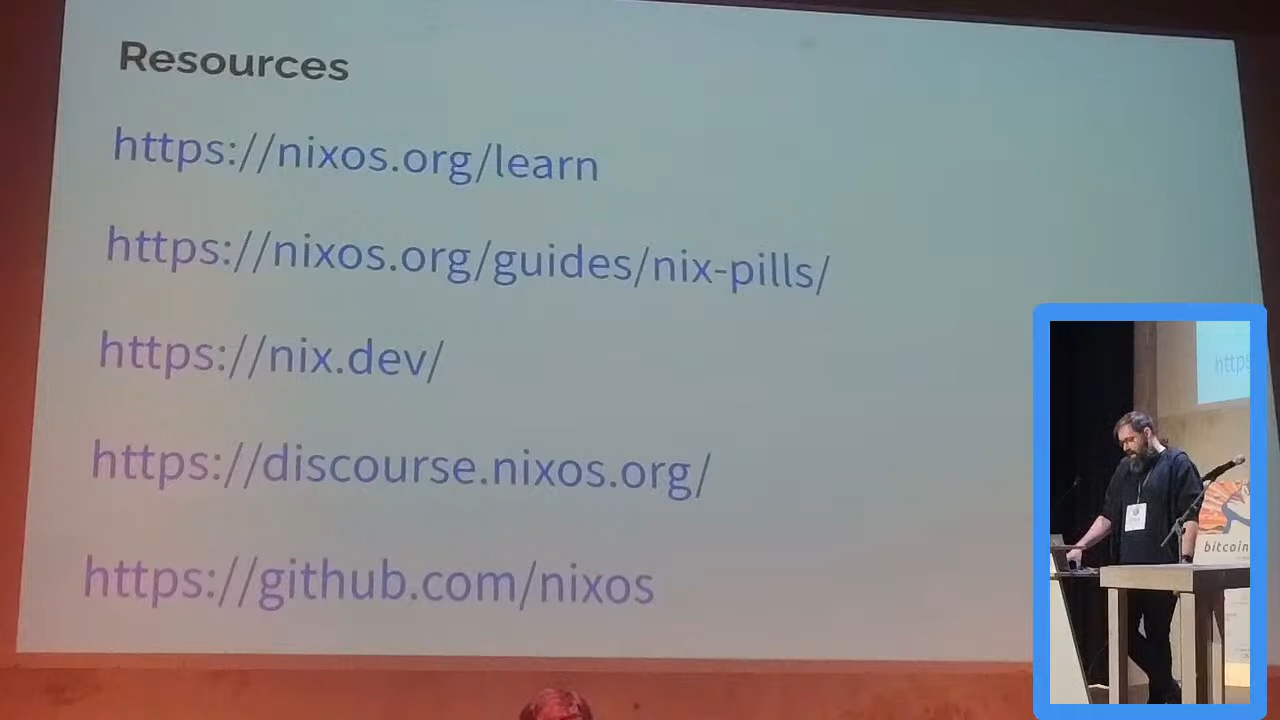 Resources
https://nixos.org/learn
https://nixos.org/guides/nix-pills/
https://nix.dev/
https://discourse.nixos.org/
https://github.com/nixos
http
bitcoin